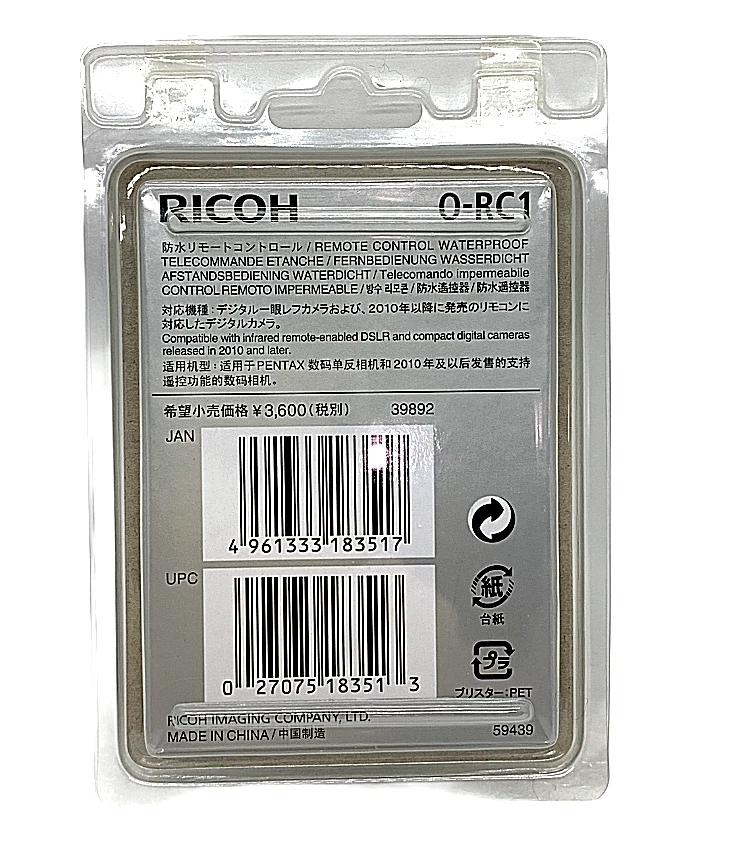 RICOH O-RC1
防水リモートコントロール / REMOTE CONTROL WATERPROOF
TELECOMMANDE ETANCHE / FERNBEDIENUNG WASSERDICHT
AFSTANDSBEDIENING WATERDICHT / Telecomando impermeabile
CONTROL REMOTO IMPERMEABLE / 방수 리모콘 / 防水遙控器 / 防水遥控器
対応機種：デジタル一眼レフカメラおよび、2010年以降に発売のリモコンに
対応したデジタルカメラ。
Compatible with infrared remote-enabled DSLR and compact digital cameras
released in 2010 and later.
适用机型：适用于PENTAX 数码单反相机和2010年及以后发售的支持
遥控功能的数码相机。
希望小売価格 ¥3,600(税別) 39892
JAN
4 961333 183517
UPC
0 27075 18351 3
紙
台紙
プラ
ブリスター:PET
RICOH IMAGING COMPANY, LTD.
MADE IN CHINA / 中国制造 59439